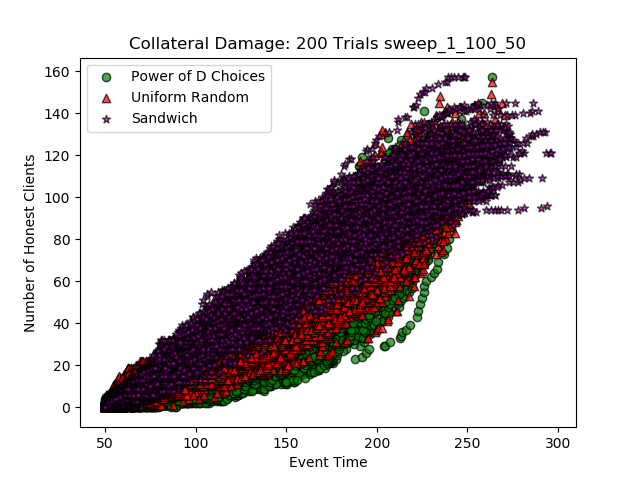 Collateral Damage: 200 Trials sweep_1_100_50
Power of D Choices
Uniform Random
Sandwich
Number of Honest Clients
160
140
120
100
80
60
40
20
0
50 100 150 200 250 300
Event Time